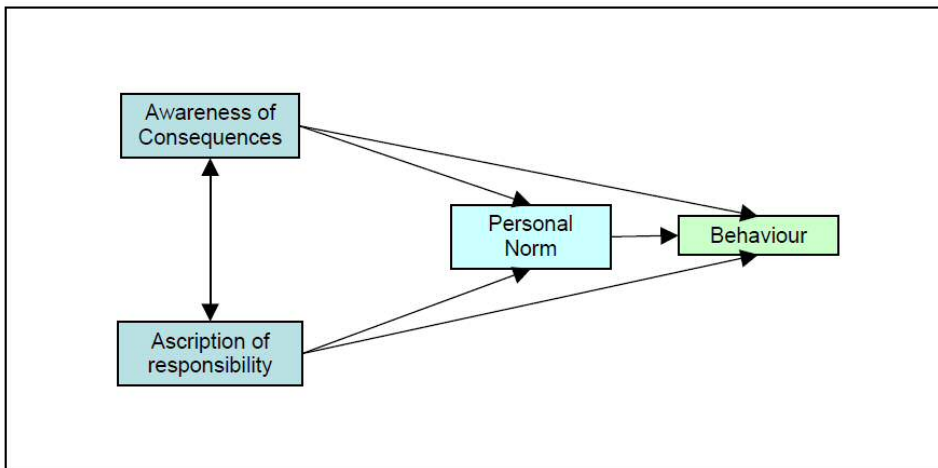 Awareness of
Consequences
Personal
Norm
Behaviour
Ascription of
responsibility